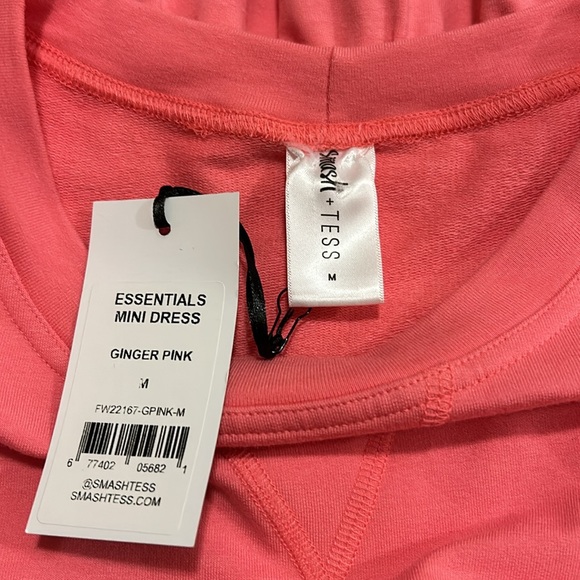 Smash
+ TESS
M
ESSENTIALS
MINI DRESS
GINGER PINK
M
FW22167-GPINK-M
6 77402 05682 1
@SMASHTESS
SMASHTESS.COM